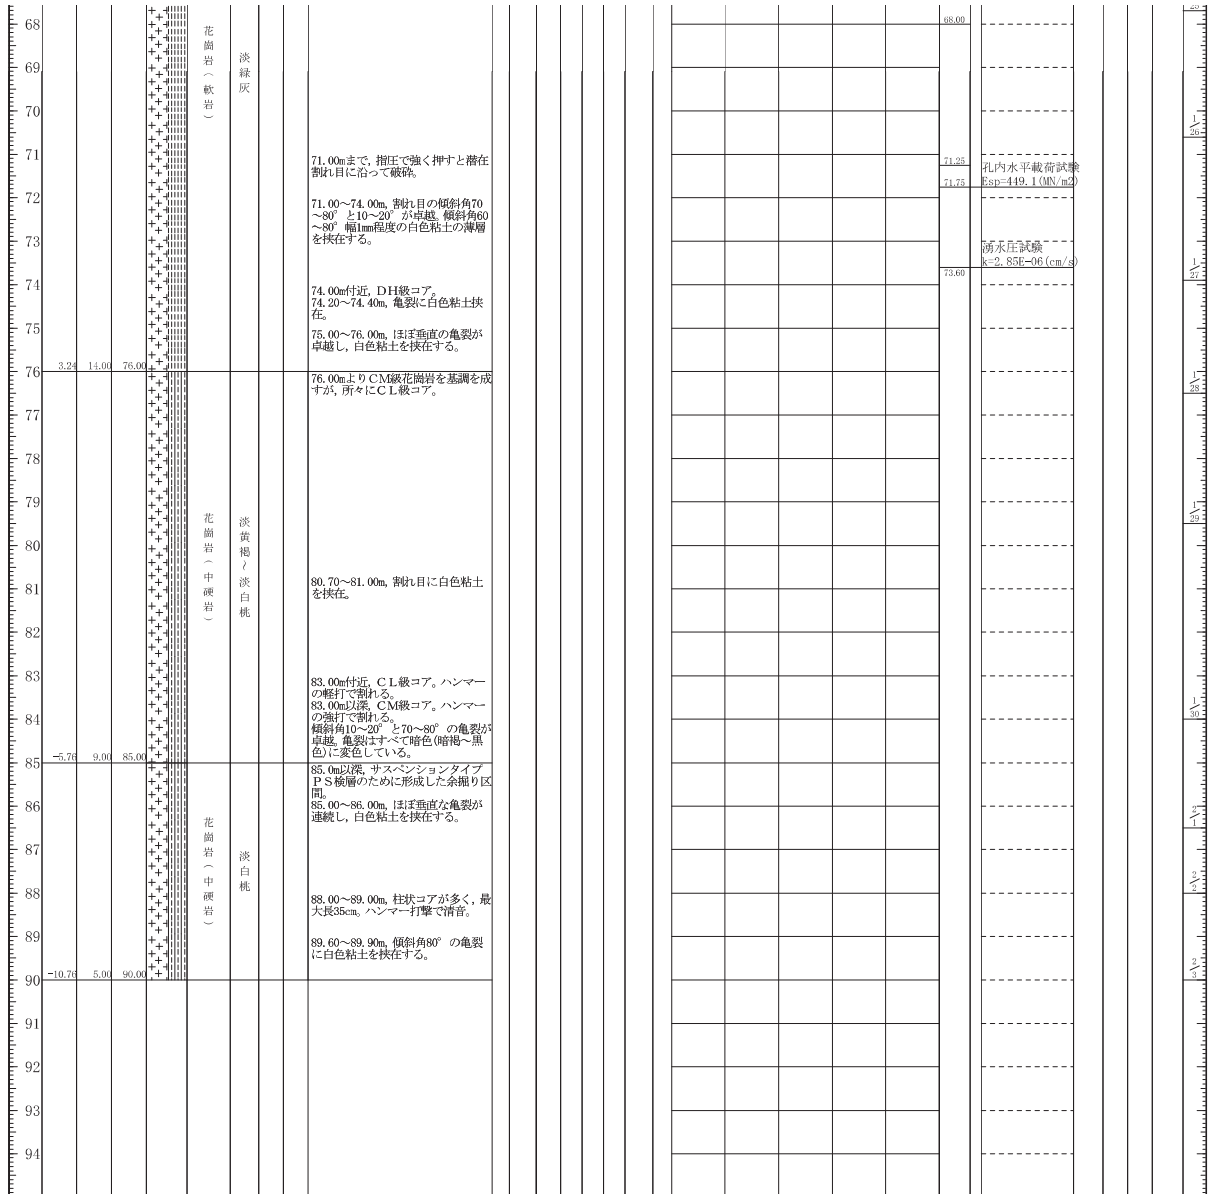 68
69
70
71
72
73
74
75
76
77
78
79
80
81
82
83
84
85
86
87
88
89
90
91
92
93
94
3.24 14.00 76.00
-5.76 9.00 85.00
-10.76 5.00 90.00
花崗岩(軟岩)
花崗岩(中硬岩)
花崗岩(中硬岩)
淡緑灰
淡黄褐~淡白桃
淡白桃
71.00mまで, 指圧で強く押すと潜在
割れ目に沿って破砕。
71.00~74.00m, 割れ目の傾斜角70
~80°と10~20°が卓越。傾斜角60
~80°幅1mm程度の白色粘土の薄層
を挟在する。
74.00m付近, DH級コア。
74.20~74.40m, 亀裂に白色粘土挟
在。
75.00~76.00m, ほぼ垂直の亀裂が
卓越し, 白色粘土を挟在する。
76.00mよりCM級花崗岩を基調を成
すが, 所々にCL級コア。
80.70~81.00m, 割れ目に白色粘土
を挟在。
83.00m付近, CL級コア。ハンマー
の軽打で割れる。
83.00m以深, CM級コア。ハンマー
の強打で割れる。
傾斜角10~20°と70~80°の亀裂が
卓越。亀裂はすべて暗色(暗褐~黒
色)に変色している。
85.0m以深, サスペンションタイプ
PS検層のために形成した余掘り区
間。
85.00~86.00m, ほぼ垂直な亀裂が
連続し, 白色粘土を挟在する。
88.00~89.00m, 柱状コアが多く, 最
大長35cm。ハンマー打撃で清音。
89.60~89.90m, 傾斜角80°の亀裂
に白色粘土を挟在する。
68.00
71.25
71.75
73.60
孔内水平載荷試験
Esp=449.1(MN/m2)
湧水圧試験
k=2.85E-06(cm/s)
25
1/26
1/27
1/28
1/29
1/30
2/1
2/2
2/3